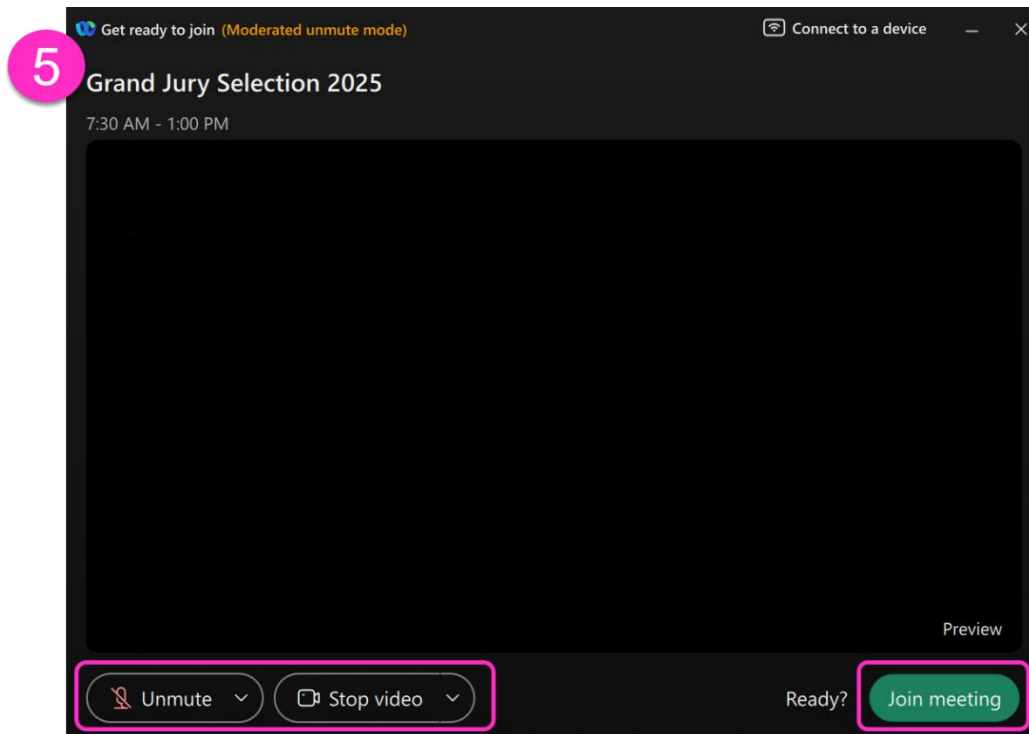 Get ready to join (Moderated unmute mode) Connect to a device
5
Grand Jury Selection 2025
7:30 AM - 1:00 PM
Preview
Unmute Stop video Ready? Join meeting